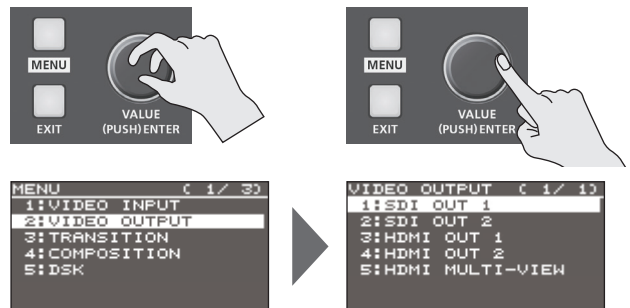 MENU
EXIT
VALUE
(PUSH) ENTER
MENU
EXIT
VALUE
(PUSH) ENTER
MENU ( 1/ 3)
1:VIDEO INPUT
2:VIDEO OUTPUT
3:TRANSITION
4:COMPOSITION
5:DSK
VIDEO OUTPUT ( 1/ 1)
1:SDI OUT 1
2:SDI OUT 2
3:HDMI OUT 1
4:HDMI OUT 2
5:HDMI MULTI-VIEW